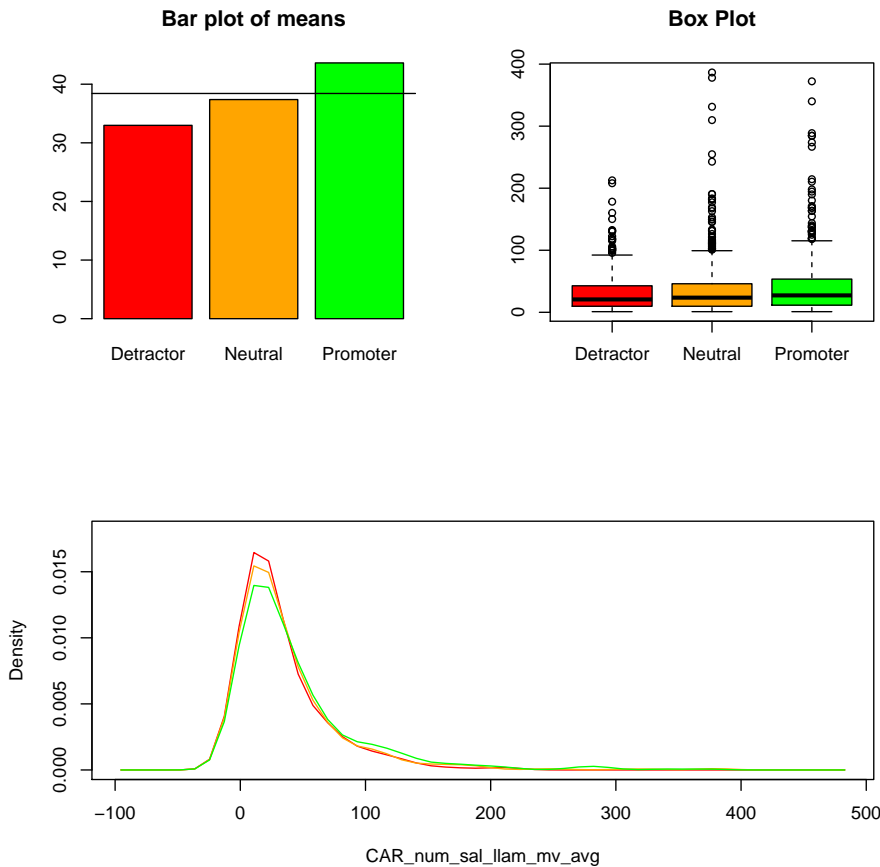 Bar plot of means
40
30
20
10
0
Detractor Neutral Promoter
Box Plot
400
300
200
100
0
Detractor Neutral Promoter
Density
0.015
0.010
0.005
0.000
−100 0 100 200 300 400 500
CAR_num_sal_llam_mv_avg